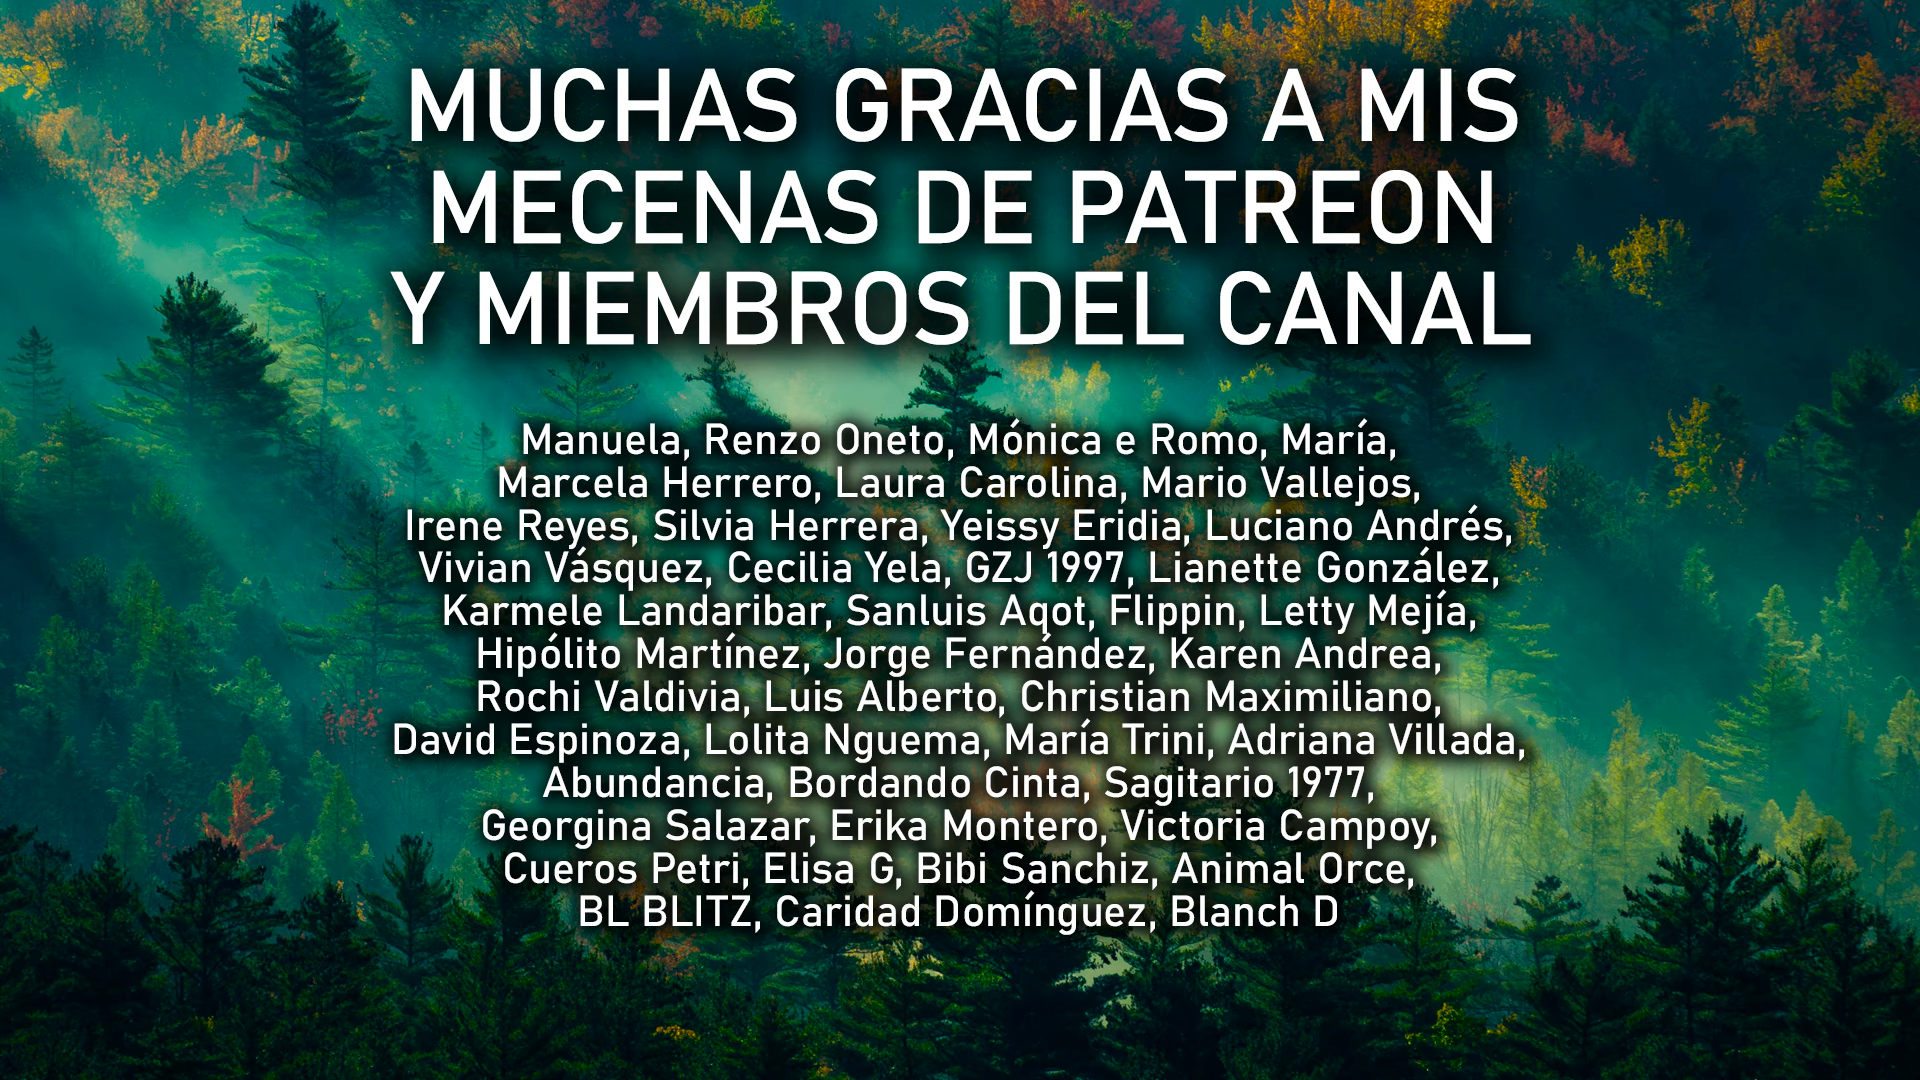 MUCHAS GRACIAS A MIS
MECENAS DE PATREON
Y MIEMBROS DEL CANAL
Manuela, Renzo Oneto, Mónica e Romo, María,
Marcela Herrero, Laura Carolina, Mario Vallejos,
Irene Reyes, Silvia Herrera, Yeissy Eridia, Luciano Andrés,
Vivian Vásquez, Cecilia Yela, GZJ 1997, Lianette González,
Karmele Landaribar, Sanluis Aqot, Flippin, Letty Mejía,
Hipólito Martínez, Jorge Fernández, Karen Andrea,
Rochi Valdivia, Luis Alberto, Christian Maximiliano,
David Espinoza, Lolita Nguema, María Trini, Adriana Villada,
Abundancia, Bordando Cinta, Sagitario 1977,
Georgina Salazar, Erika Montero, Victoria Campoy,
Cueros Petri, Elisa G, Bibi Sanchiz, Animal Orce,
BL BLITZ, Caridad Domínguez, Blanch D